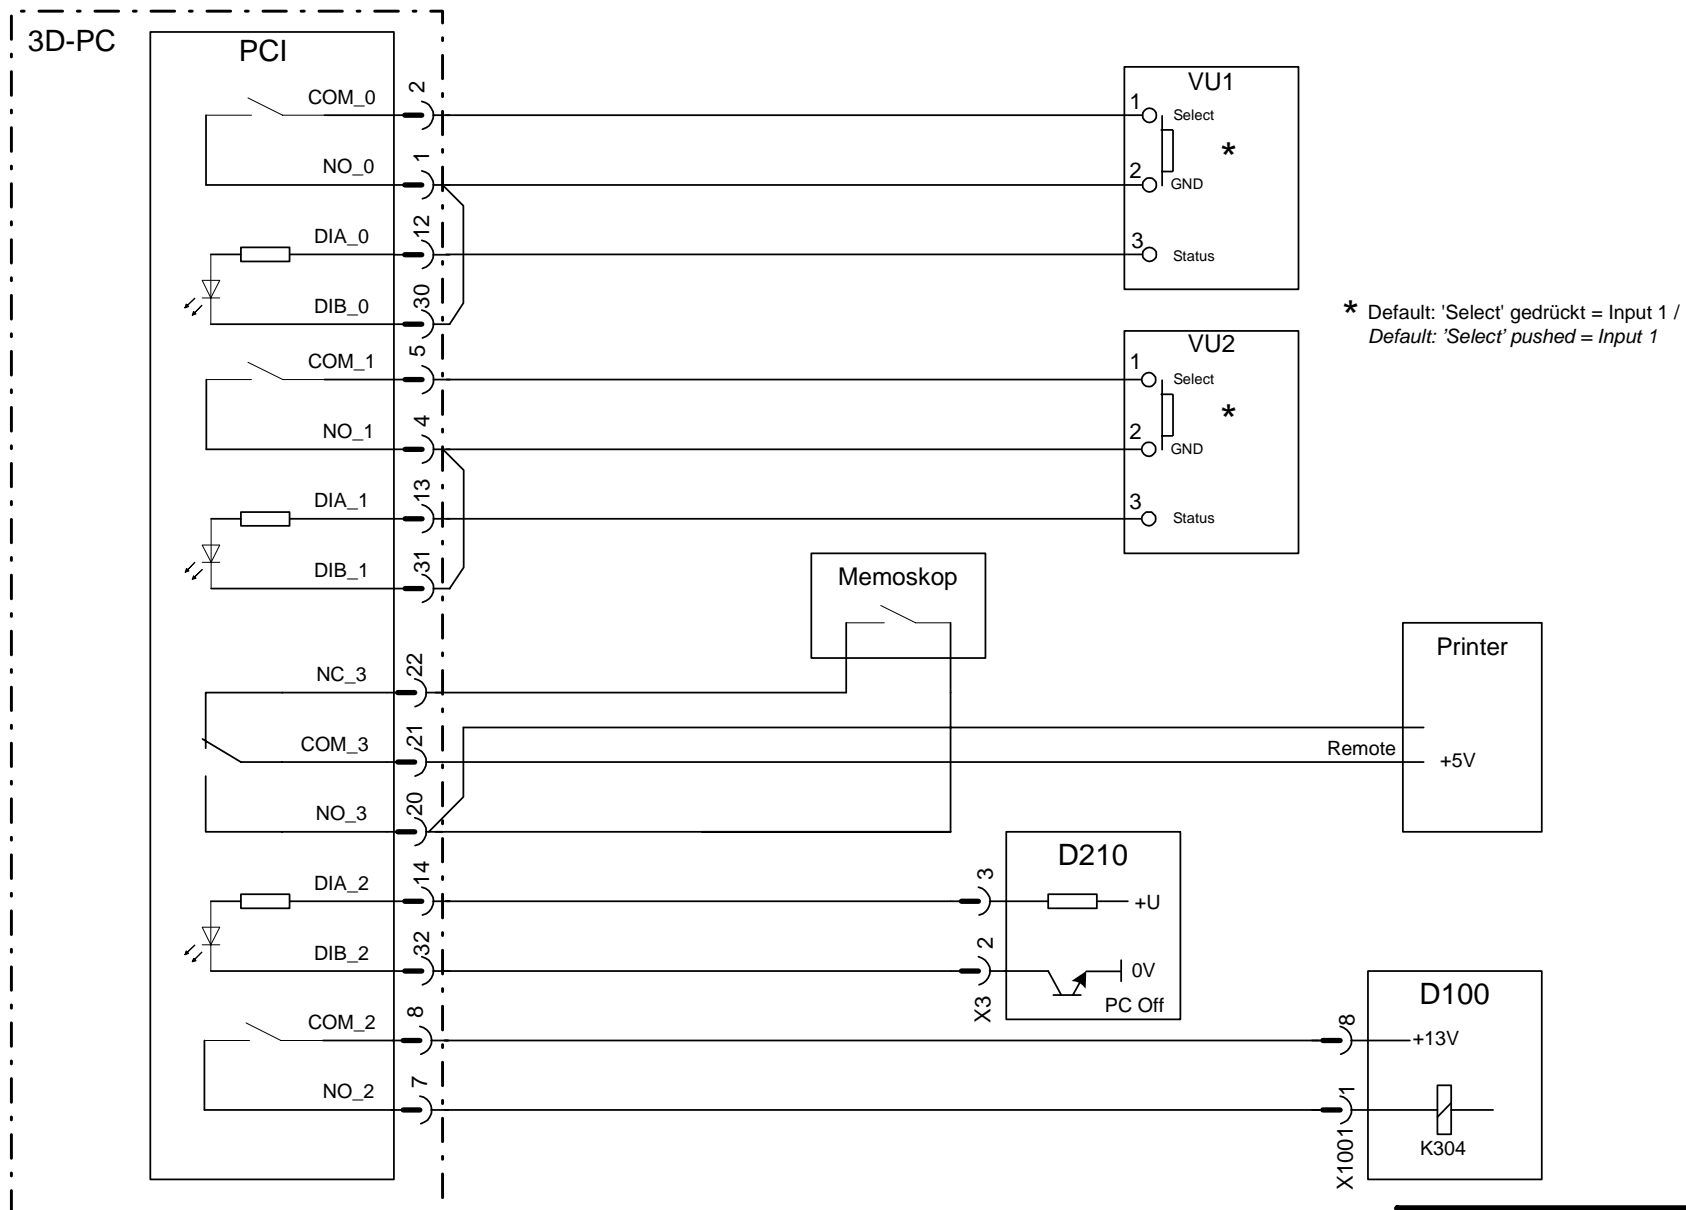 3D-PC
PCI
COM_0
2
NO_0
1
DIA_0
12
DIB_0
30
COM_1
5
NO_1
4
DIA_1
13
DIB_1
31
NC_3
22
COM_3
21
NO_3
20
DIA_2
14
DIB_2
32
COM_2
8
NO_2
7
VU1
1
Select
*
2
GND
3
Status
* Default: 'Select' gedrückt = Input 1 /
Default: 'Select' pushed = Input 1
VU2
1
Select
*
2
GND
3
Status
Memoskop
Printer
Remote
+5V
D210
3
+U
2
0V
X3
PC Off
D100
8
+13V
1
X1001
K304